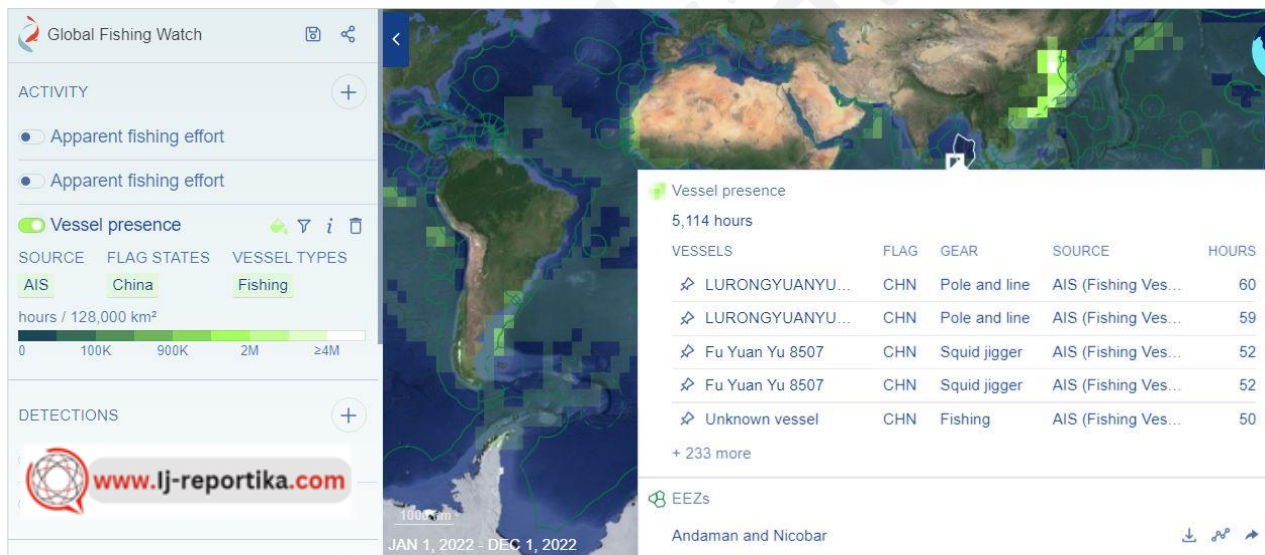 Global Fishing Watch
ACTIVITY
Apparent fishing effort
Apparent fishing effort
Vessel presence
SOURCE FLAG STATES VESSEL TYPES
AIS China Fishing
hours / 128,000 km²
0 100K 900K 2M ≥4M
DETECTIONS
www.Ij-reportika.com
JAN 1, 2022 - DEC 1, 2022
Vessel presence
5,114 hours
VESSELS FLAG GEAR SOURCE HOURS
LURONGYUANYU... CHN Pole and line AIS (Fishing Ves... 60
LURONGYUANYU... CHN Pole and line AIS (Fishing Ves... 59
Fu Yuan Yu 8507 CHN Squid jigger AIS (Fishing Ves... 52
Fu Yuan Yu 8507 CHN Squid jigger AIS (Fishing Ves... 52
Unknown vessel CHN Fishing AIS (Fishing Ves... 50
+ 233 more
EEZs
Andaman and Nicobar